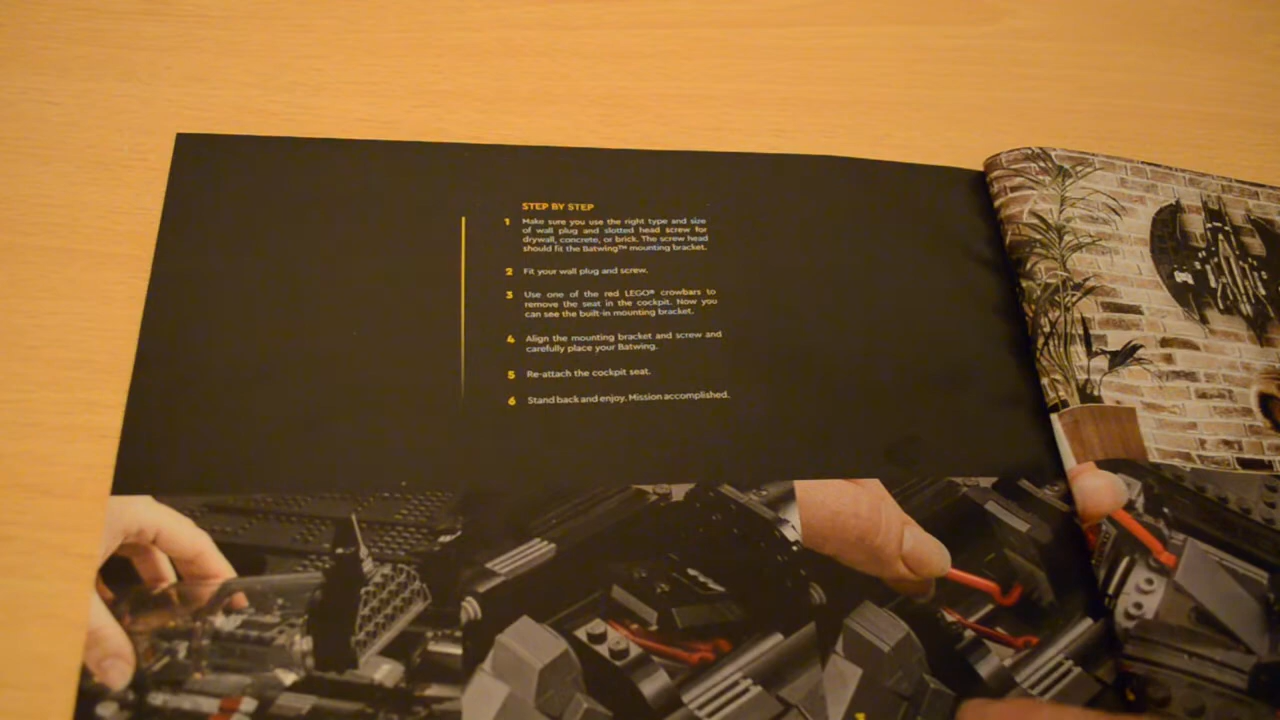 STEP BY STEP
1 Make sure you use the right type and size
of wall plug and slotted head screw for
drywall, concrete, or brick. The screw head
should fit the Batwing™ mounting bracket.
2 Fit your wall plug and screw.
3 Use one of the red LEGO® crowbars to
remove the seat in the cockpit. Now you
can see the built-in mounting bracket.
4 Align the mounting bracket and screw and
carefully place your Batwing.
5 Re-attach the cockpit seat.
6 Stand back and enjoy. Mission accomplished.